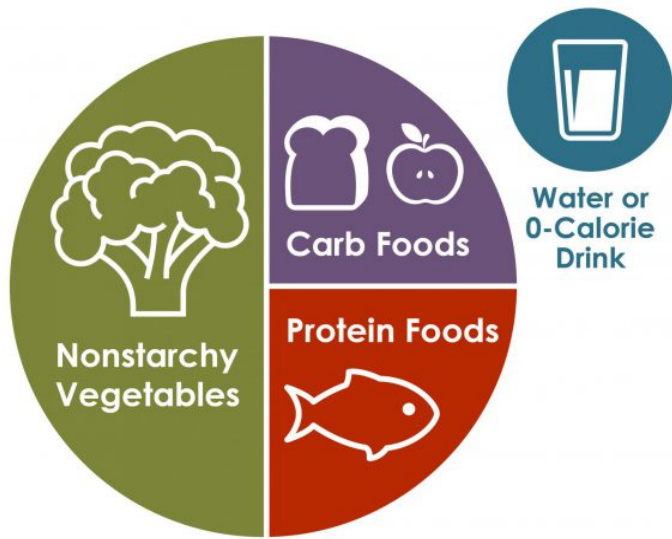 Nonstarchy
Vegetables
Carb Foods
Protein Foods
Water or
0-Calorie
Drink